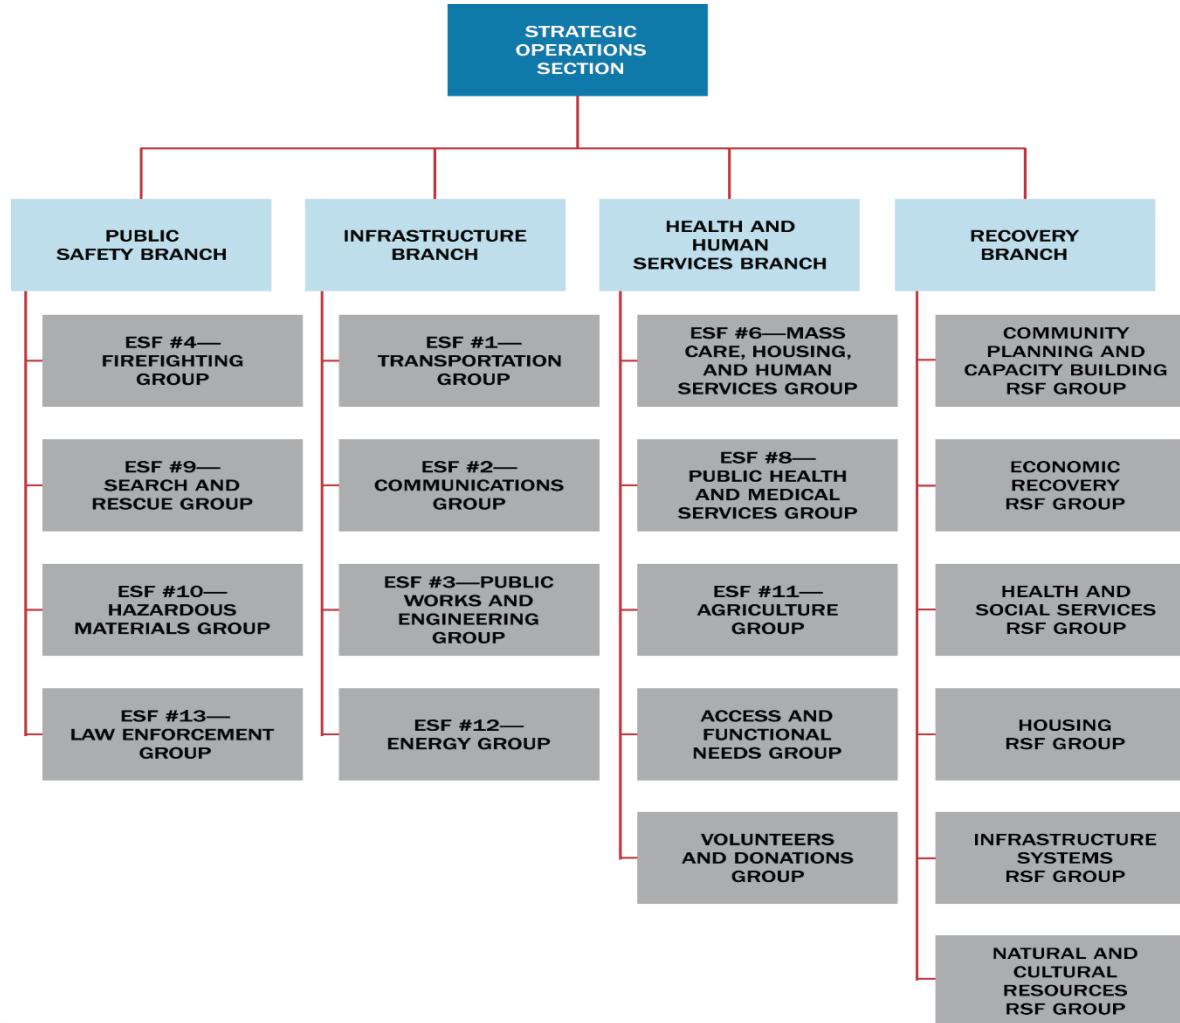 STRATEGIC
OPERATIONS
SECTION
PUBLIC
SAFETY BRANCH
ESF #4—
FIREFIGHTING
GROUP
ESF #9—
SEARCH AND
RESCUE GROUP
ESF #10—
HAZARDOUS
MATERIALS GROUP
ESF #13—
LAW ENFORCEMENT
GROUP
INFRASTRUCTURE
BRANCH
ESF #1—
TRANSPORTATION
GROUP
ESF #2—
COMMUNICATIONS
GROUP
ESF #3—PUBLIC
WORKS AND
ENGINEERING
GROUP
ESF #12—
ENERGY GROUP
HEALTH AND
HUMAN
SERVICES BRANCH
ESF #6—MASS
CARE, HOUSING,
AND HUMAN
SERVICES GROUP
ESF #8—
PUBLIC HEALTH
AND MEDICAL
SERVICES GROUP
ESF #11—
AGRICULTURE
GROUP
ACCESS AND
FUNCTIONAL
NEEDS GROUP
VOLUNTEERS
AND DONATIONS
GROUP
RECOVERY
BRANCH
COMMUNITY
PLANNING AND
CAPACITY BUILDING
RSF GROUP
ECONOMIC
RECOVERY
RSF GROUP
HEALTH AND
SOCIAL SERVICES
RSF GROUP
HOUSING
RSF GROUP
INFRASTRUCTURE
SYSTEMS
RSF GROUP
NATURAL AND
CULTURAL
RESOURCES
RSF GROUP